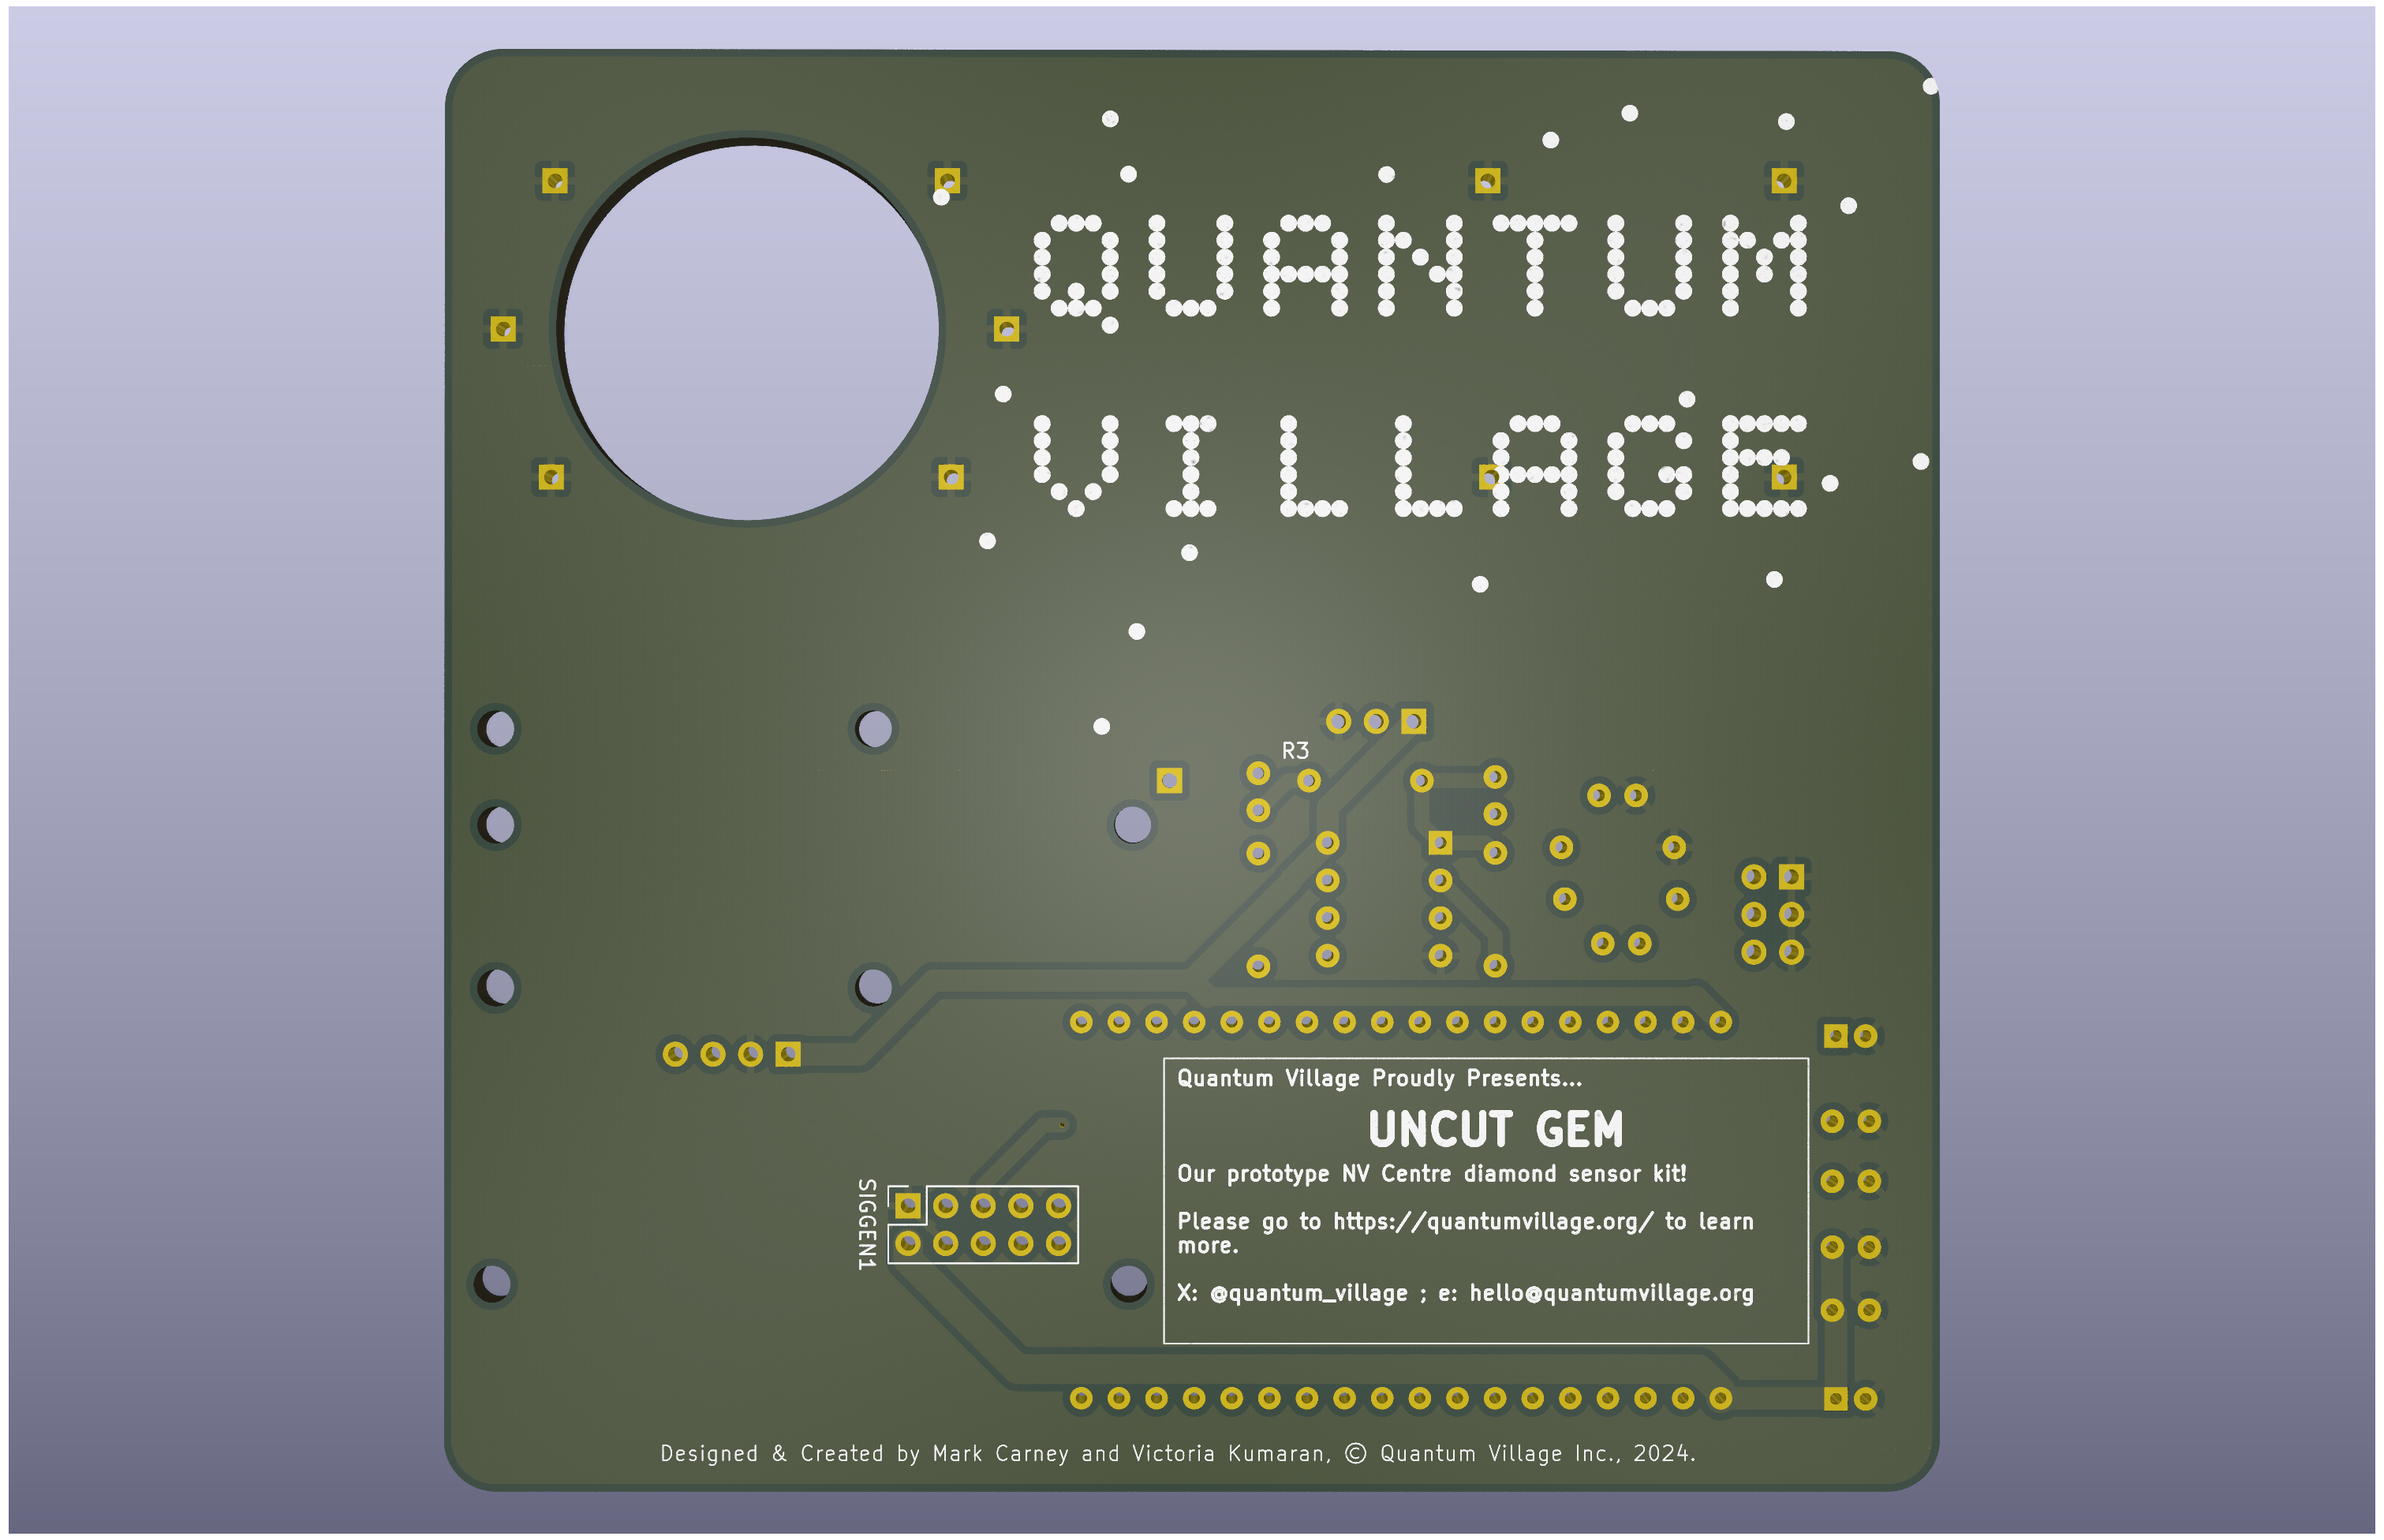 QUANTUM
VILLAGE
R3
Quantum Village Proudly Presents...
UNCUT GEM
Our prototype NV Centre diamond sensor kit!
Please go to https://quantumvillage.org/ to learn
more.
X: @quantum_village ; e: hello@quantumvillage.org
SIGGEN1
Designed & Created by Mark Carney and Victoria Kumaran, © Quantum Village Inc., 2024.